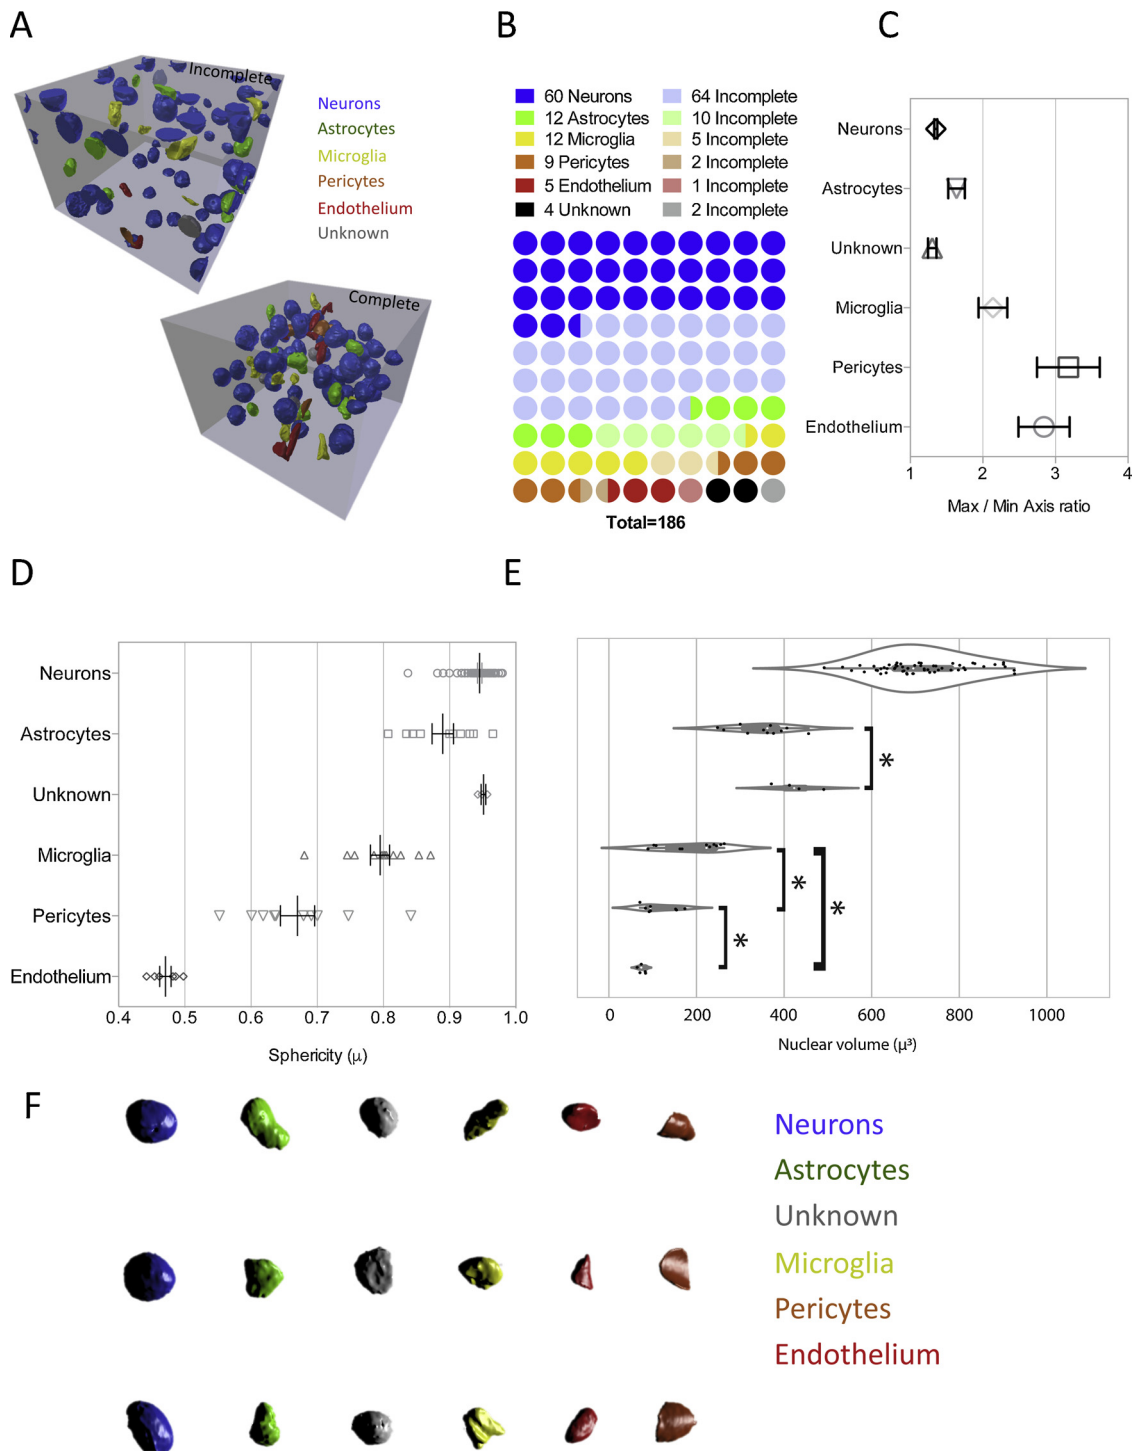 A
Incomplete
Neurons
Astrocytes
Microglia
Pericytes
Endothelium
Unknown
Complete
B
60 Neurons 64 Incomplete
12 Astrocytes 10 Incomplete
12 Microglia 5 Incomplete
9 Pericytes 2 Incomplete
5 Endothelium 1 Incomplete
4 Unknown 2 Incomplete
Total=186
C
Neurons
Astrocytes
Unknown
Microglia
Pericytes
Endothelium
1 2 3 4
Max / Min Axis ratio
D
Neurons
Astrocytes
Unknown
Microglia
Pericytes
Endothelium
0.4 0.5 0.6 0.7 0.8 0.9 1.0
Sphericity (μ)
E
*
*
*
*
0 200 400 600 800 1000
Nuclear volume (μ³)
F
Neurons
Astrocytes
Unknown
Microglia
Pericytes
Endothelium